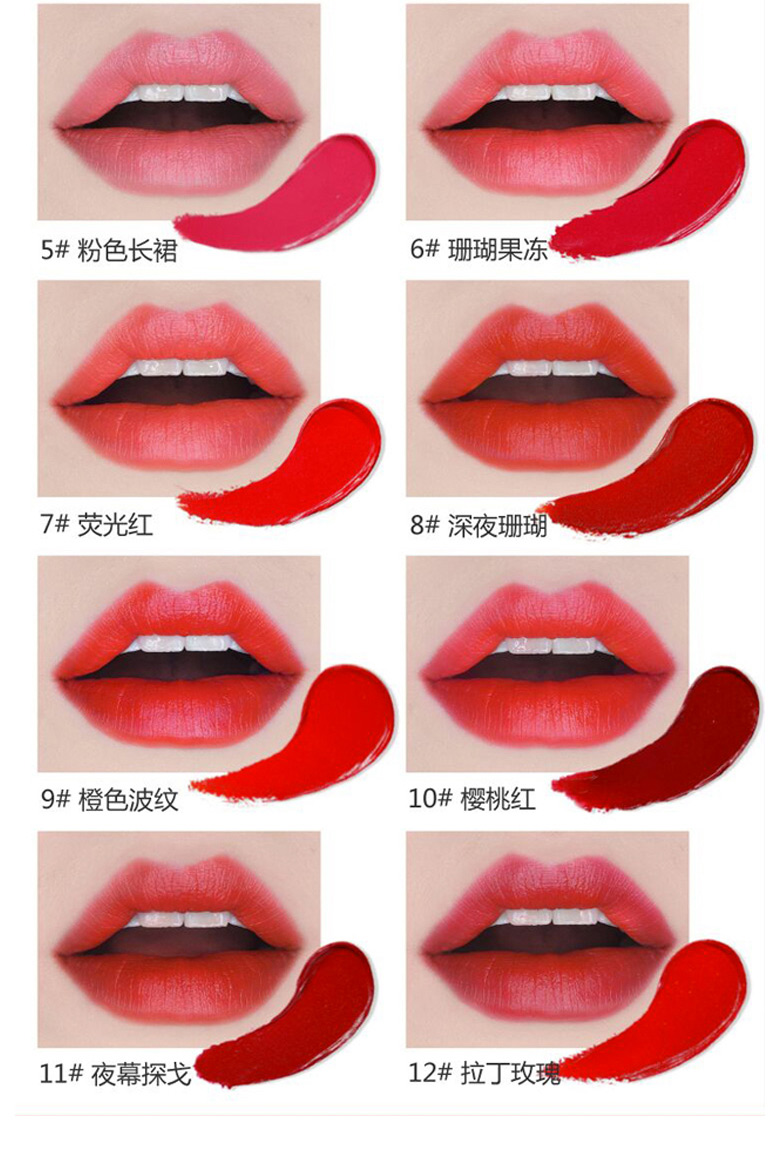 5# 粉色长裙
6# 珊瑚果冻
7# 荧光红
8# 深夜珊瑚
9# 橙色波纹
10# 樱桃红
11# 夜幕探戈
12# 拉丁玫瑰